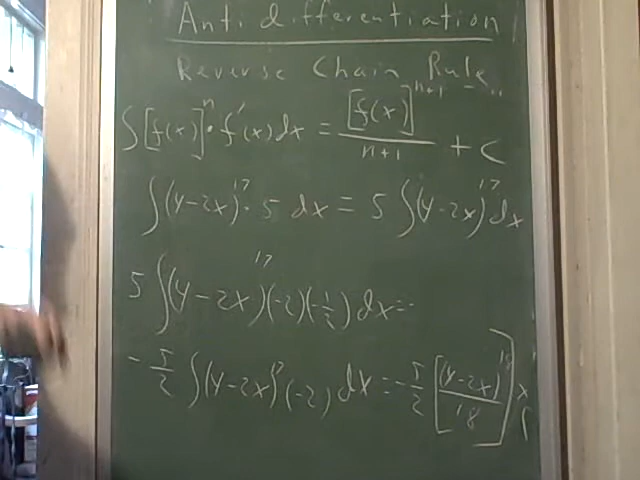 Antidifferentiation
Reverse Chain Rule
∫[f(x)]^n · f'(x)dx = [f(x)]^(n+1) / (n+1) + C
∫(4-2x)^17 · 5 dx = 5 ∫(4-2x)^17 dx
5 ∫(4-2x)^17 (-2)(-1/2) dx =
-5/2 ∫(4-2x)^17 (-2) dx = -5/2 [(4-2x)^18 / 18] +C